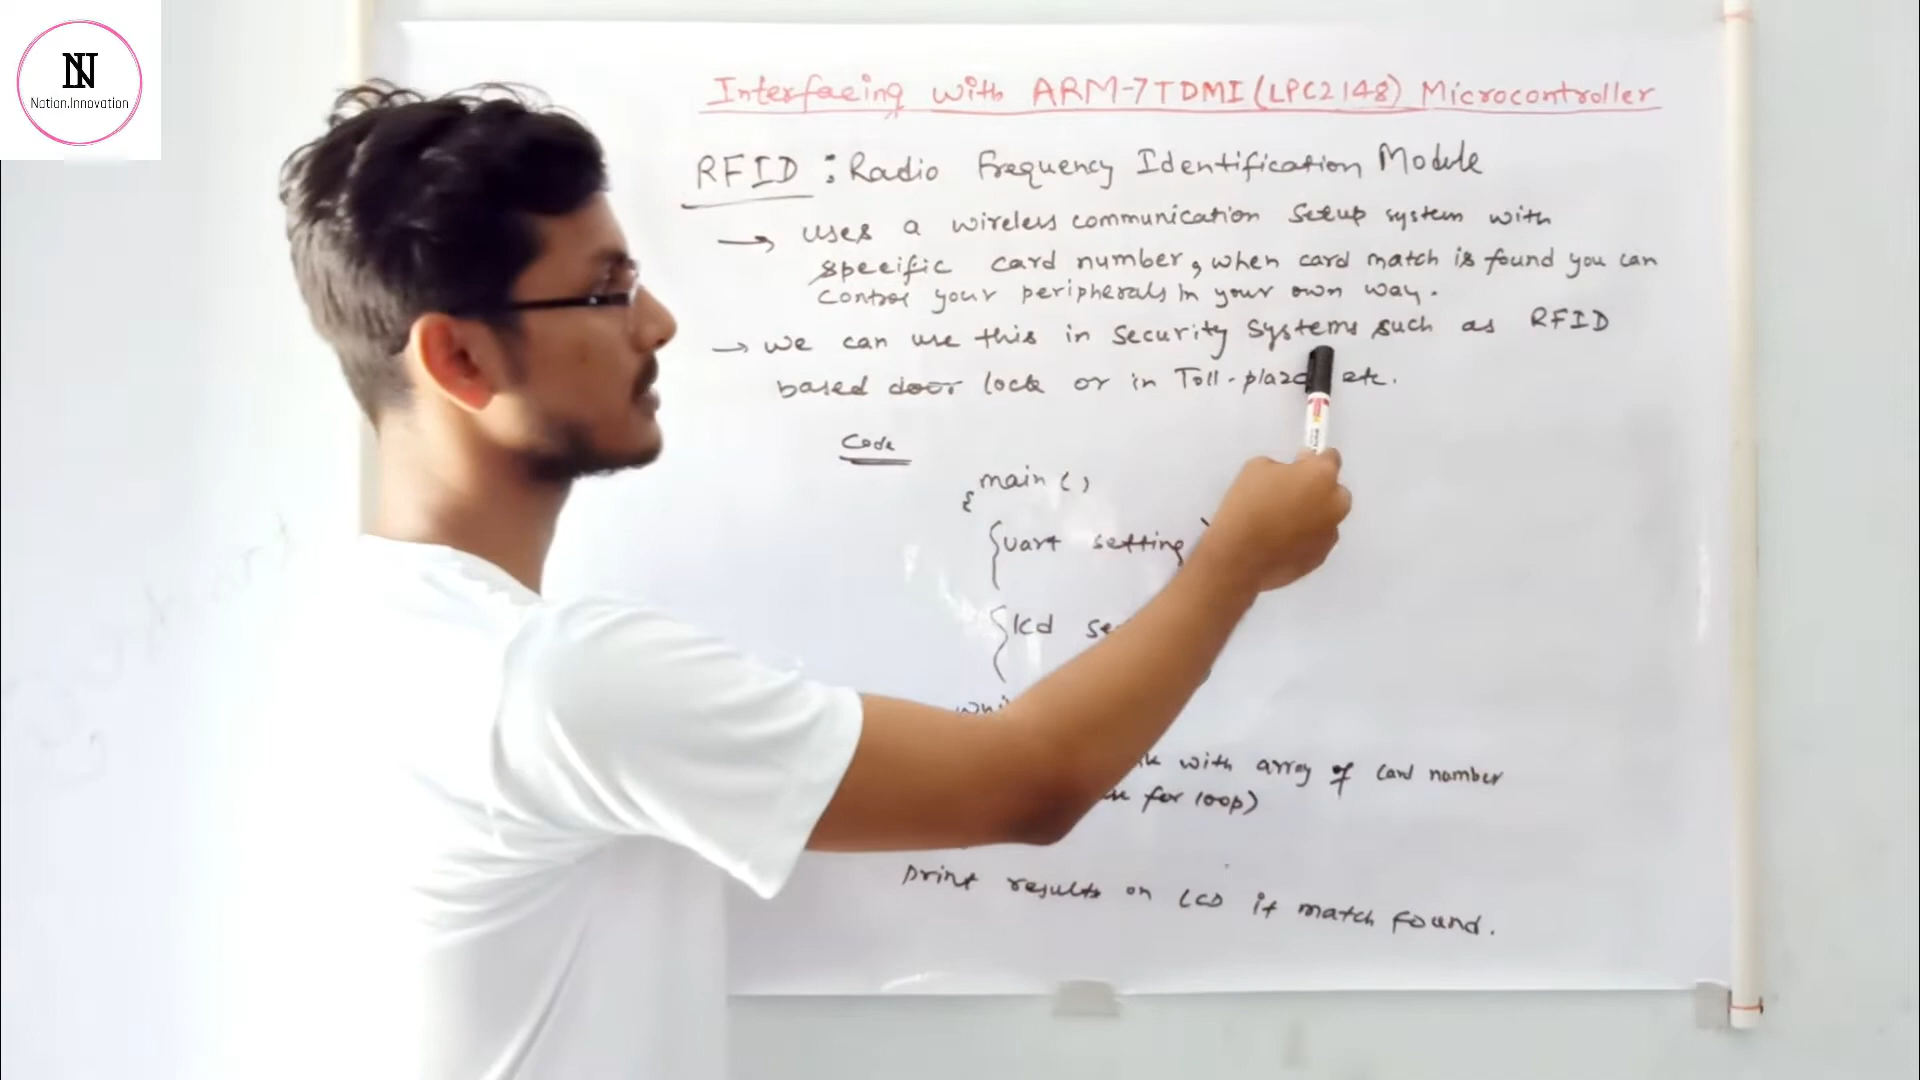 NI
Nation.Innovation
Interfacing with ARM-7TDMI (LPC2148) Microcontroller
RFID : Radio Frequency Identification Module
→ uses a wireless communication setup system with
specific card number, when card match is found you can
control your peripherals in your own way.
→ we can use this in security systems such as RFID
based door lock or in Toll-plaza etc.
Code
main ()
{
{uart setting
{lcd
with array of card number
for loop)
print results on LCD if match found.